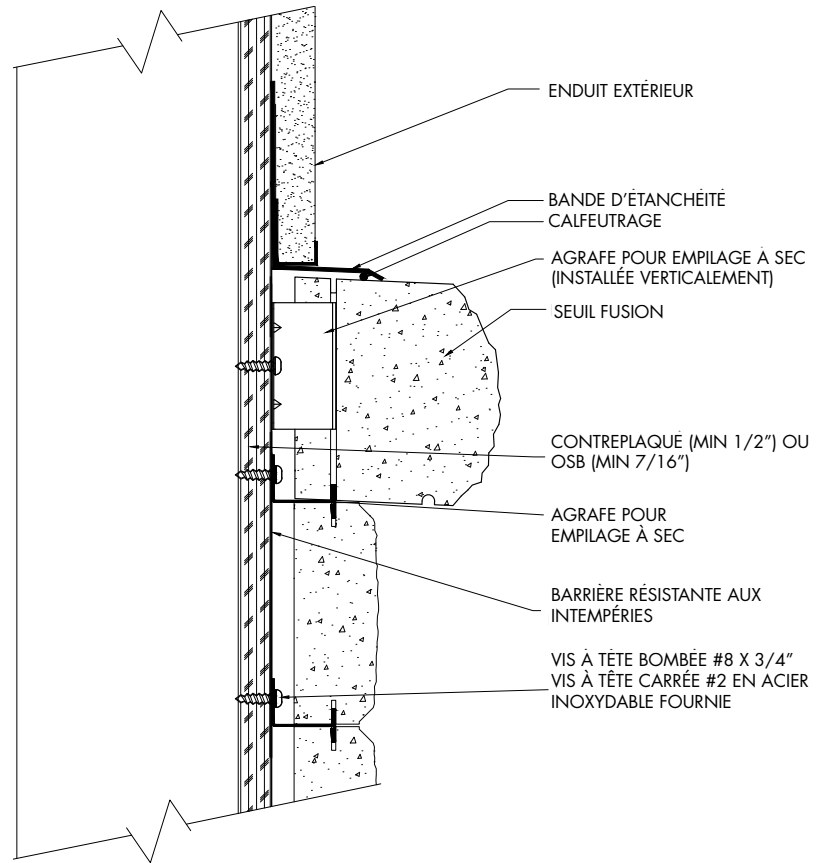 ENDUIT EXTÉRIEUR
BANDE D'ÉTANCHÉITÉ
CALFEUTRAGE
AGRAFE POUR EMPILAGE À SEC
(INSTALLÉE VERTICALEMENT)
SEUIL FUSION
CONTREPLAQUÉ (MIN 1/2") OU
OSB (MIN 7/16")
AGRAFE POUR
EMPILAGE À SEC
BARRIÈRE RÉSISTANTE AUX
INTEMPÉRIES
VIS À TÊTE BOMBÉE #8 X 3/4"
VIS À TÊTE CARRÉE #2 EN ACIER
INOXYDABLE FOURNIE